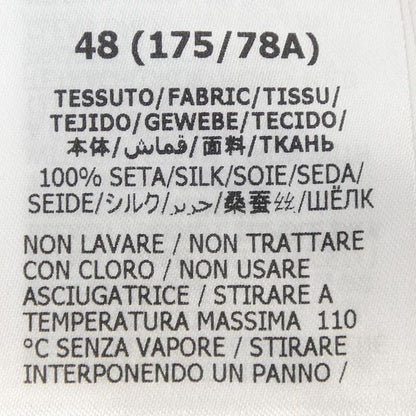 48 (175/78A)
TESSUTO/FABRIC/TISSU/
TEJIDO/GEWEBE/TECIDO/
本体/قماش/面料/ТКАНЬ
100% SETA/SILK/SOIE/SEDA/
SEIDE/シルク/حرير/桑蚕丝/ШЁЛК
NON LAVARE / NON TRATTARE
CON CLORO / NON USARE
ASCIUGATRICE / STIRARE A
TEMPERATURA MASSIMA 110
°C SENZA VAPORE / STIRARE
INTERPONENDO UN PANNO /